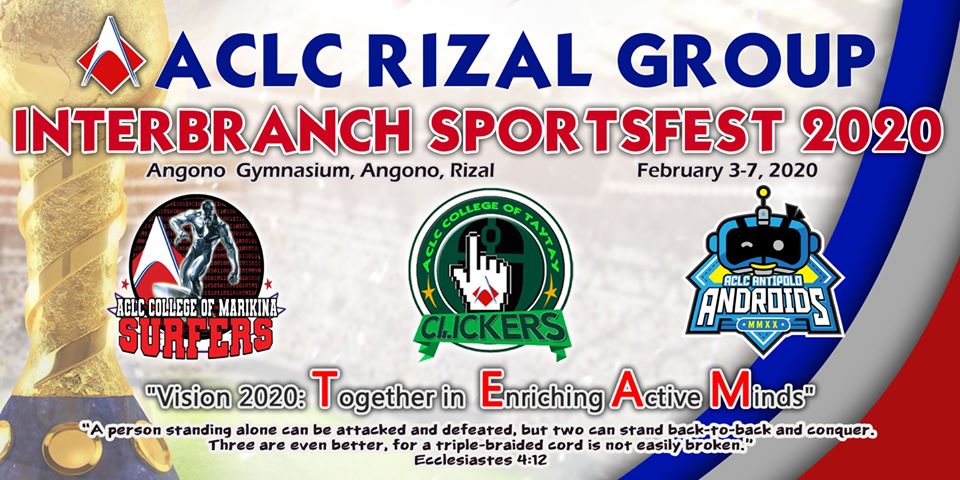 ACLC RIZAL GROUP
INTERBRANCH SPORTSFEST 2020
Angono Gymnasium, Angono, Rizal
February 3-7, 2020
ACLC COLLEGE OF MARIKINA
SURFERS
ACLC COLLEGE OF TAYTAY
CLICKERS
ACLC ANTIPOLO
ANDROIDS
MMXX
"Vision 2020: Together in Enriching Active Minds"
"A person standing alone can be attacked and defeated, but two can stand back-to-back and conquer.
Three are even better, for a triple-braided cord is not easily broken."
Ecclesiastes 4:12